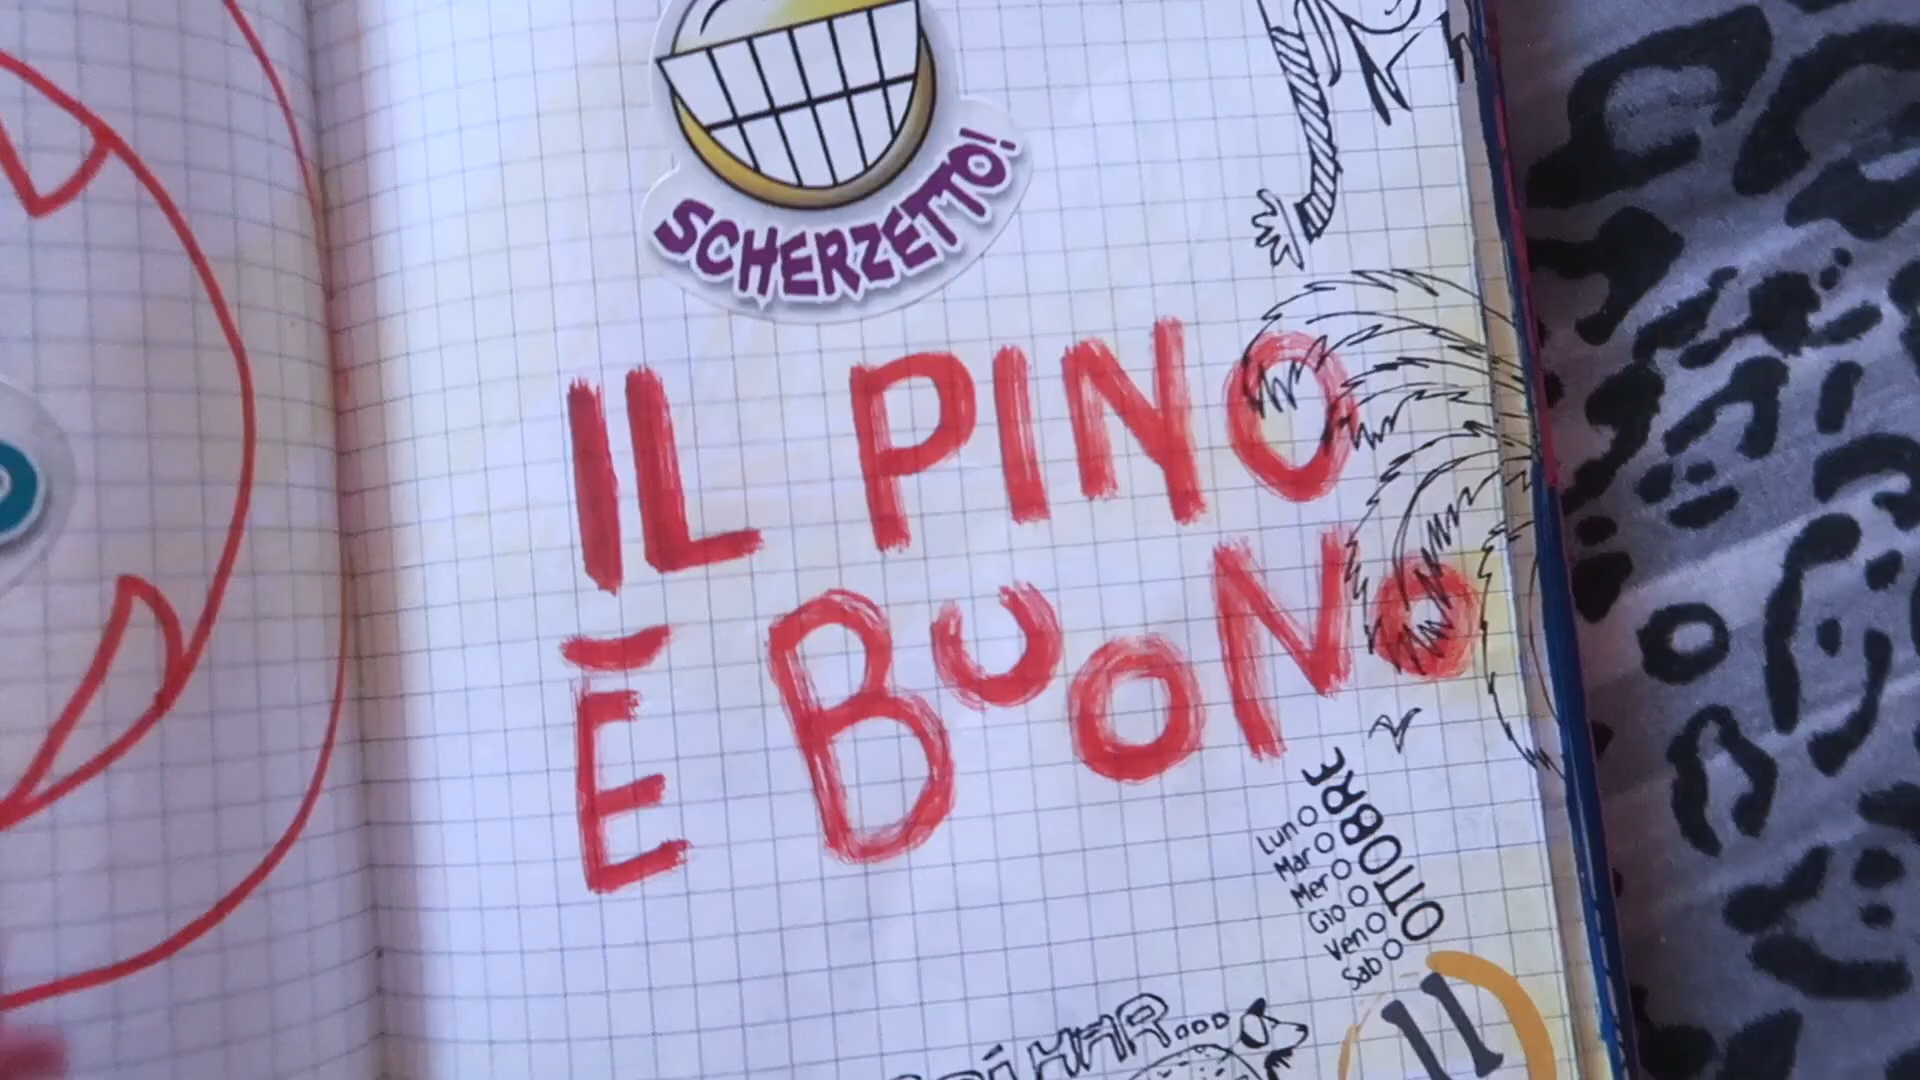 SCHERZETTO!
IL PINO
È BUONO
OTTOBRE
Lun
Mar
Mer
Gio
Ven
Sab
11